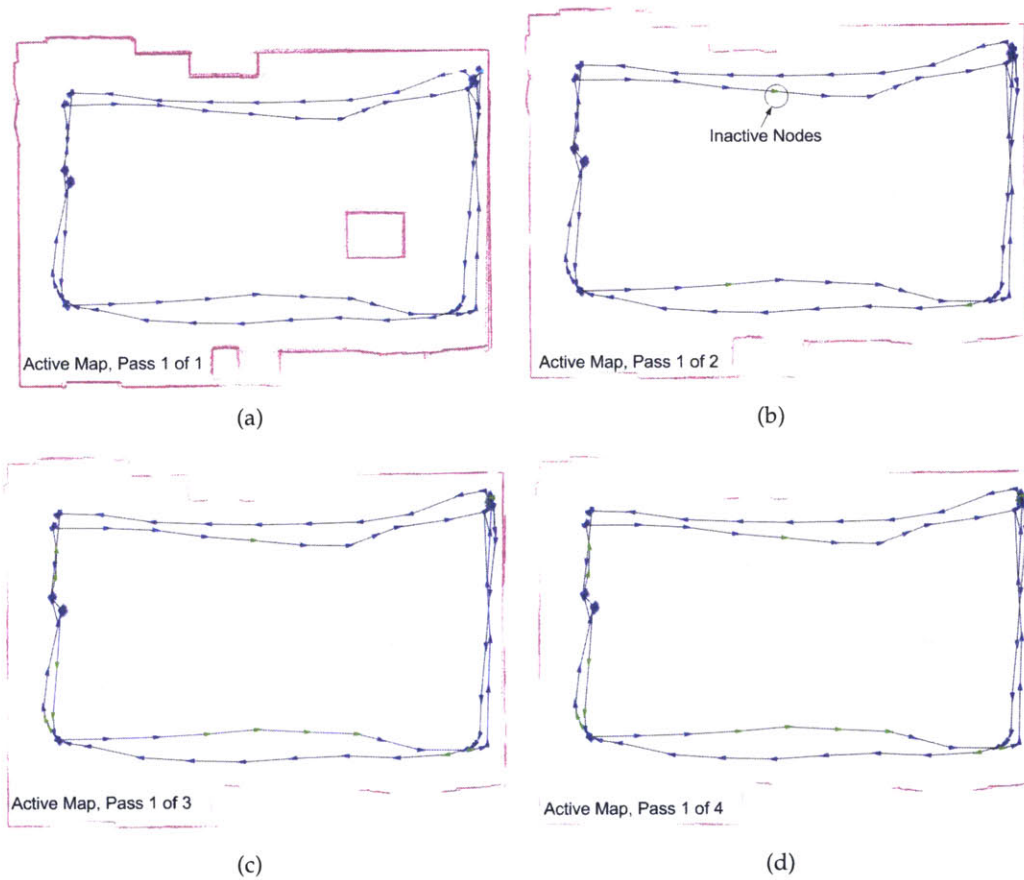 Inactive Nodes
Active Map, Pass 1 of 1
Active Map, Pass 1 of 2
(a)
(b)
Active Map, Pass 1 of 3
Active Map, Pass 1 of 4
(c)
(d)